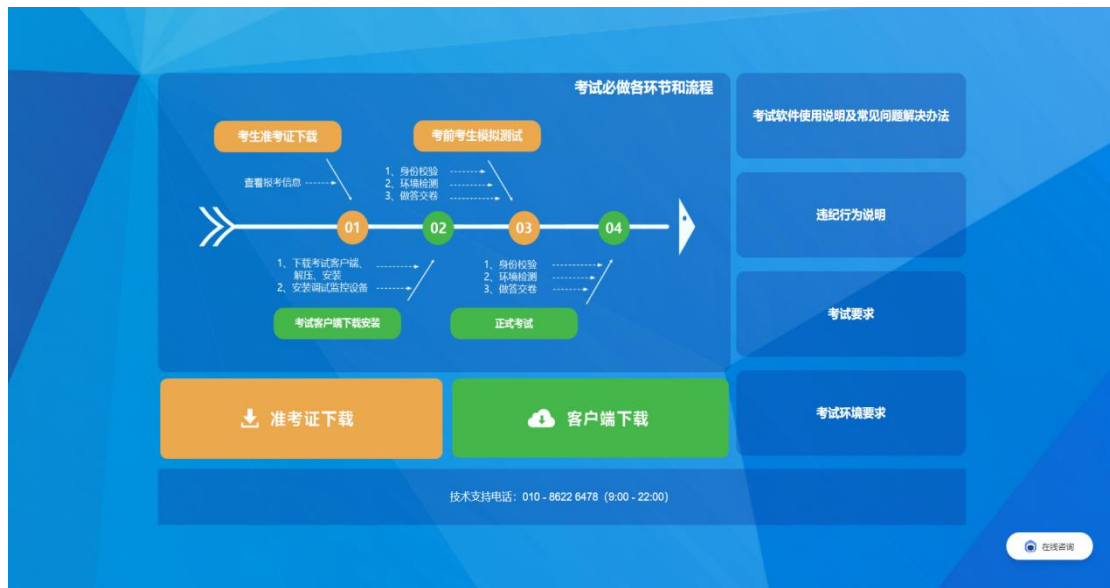 考试必做各环节和流程
考生准考证下载
考前考生模拟测试
查看报考信息
1、身份校验
2、环境检测
3、做答交卷
01
02
03
04
1、下载考试客户端、
解压、安装
2、安装调试监控设备
1、身份校验
2、环境检测
3、做答交卷
考试客户端下载安装
正式考试
准考证下载
客户端下载
考试软件使用说明及常见问题解决办法
违纪行为说明
考试要求
考试环境要求
技术支持电话：010 - 8622 6478（9:00 - 22:00）
在线咨询